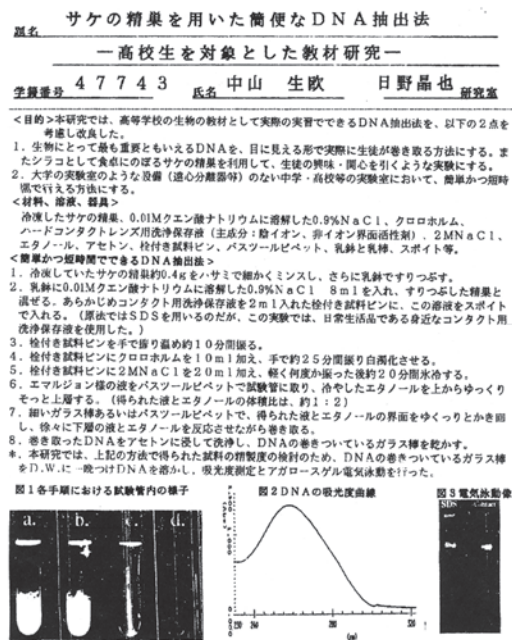 題名 サケの精巣を用いた簡便なDNA抽出法
―高校生を対象とした教材研究―
学籍番号 47743 氏名 中山 生欧 日野晶也 研究室
<目的>本研究では、高等学校の生物の教材として実際の実習でできるDNA抽出法を、以下の2点を
考慮し改良した。
1. 生物にとって最も重要ともいえるDNAを、目に見える形で実際に生徒が巻き取る方法にする。ま
たシラコとして食卓にのぼるサケの精巣を利用して、生徒の興味・関心を引くような実験にする。
2. 大学の実験室のような設備(遠心分離器等)のない中学・高校等の実験室において、簡単かつ短時
間で行える方法にする。
<材料、溶液、器具>
冷凍したサケの精巣、0.01Mクエン酸ナトリウムに溶解した0.9%NaCl、クロロホルム、
ハードコンタクトレンズ用洗浄保存液(主成分:陰イオン、非イオン界面活性剤)、2MNaCl、
エタノール、アセトン、栓付き試料ビン、パスツールピペット、乳鉢と乳棒、スポイト等。
<簡単かつ短時間でできるDNA抽出法>
1. 冷凍していたサケの精巣約0.4gをハサミで細かくミンスし、さらに乳鉢ですりつぶす。
2. 乳鉢に0.01Mクエン酸ナトリウムに溶解した0.9%NaCl 8mlを入れ、すりつぶした精巣と
混ぜる。あらかじめコンタクト用洗浄保存液を2ml入れた栓付き試料ビンに、この溶液をスポイト
で入れる。(原法ではSDSを用いるのだが、この実験では、日常生活品である身近なコンタクト用
洗浄保存液を使用した。)
3. 栓付き試料ビンを手で振り温め約10分間振る。
4. 栓付き試料ビンにクロロホルムを10ml加え、手で約25分間振り白濁化させる。
5. 栓付き試料ビンに2MNaClを20ml加え、軽く何度か振った後約20分間氷冷する。
6. エマルジョン様の液をパスツールピペットで試験管に取り、冷やしたエタノールを上からゆっくり
そっと上層する。(得られた液とエタノールの体積比は、約1:2)
7. 細いガラス棒あるいはパスツールピペットで、得られた液とエタノールの界面をゆっくりとかき回
し、徐々に下層の液とエタノールを反応させながら巻き取る。
8. 巻き取ったDNAをアセトンに浸して洗浄し、DNAの巻きついているガラス棒を乾かす。
*. 本研究では、上記の方法で得られた試料の精製度の検討のため、DNAの巻きついているガラス棒
をD.W.に一晩つけDNAを溶かし、吸光度測定とアガロースゲル電気泳動を行った。
図1各手順における試験管内の様子 図2DNAの吸光度曲線 図3電気泳動像
a. b. c. d.
SDS Contact
240 320